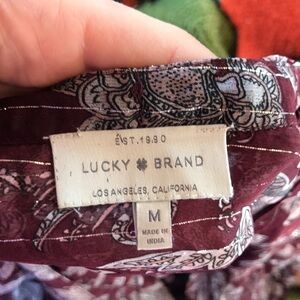 EST.1990
LUCKY BRAND
LOS ANGELES, CALIFORNIA
M
MADE IN
INDIA